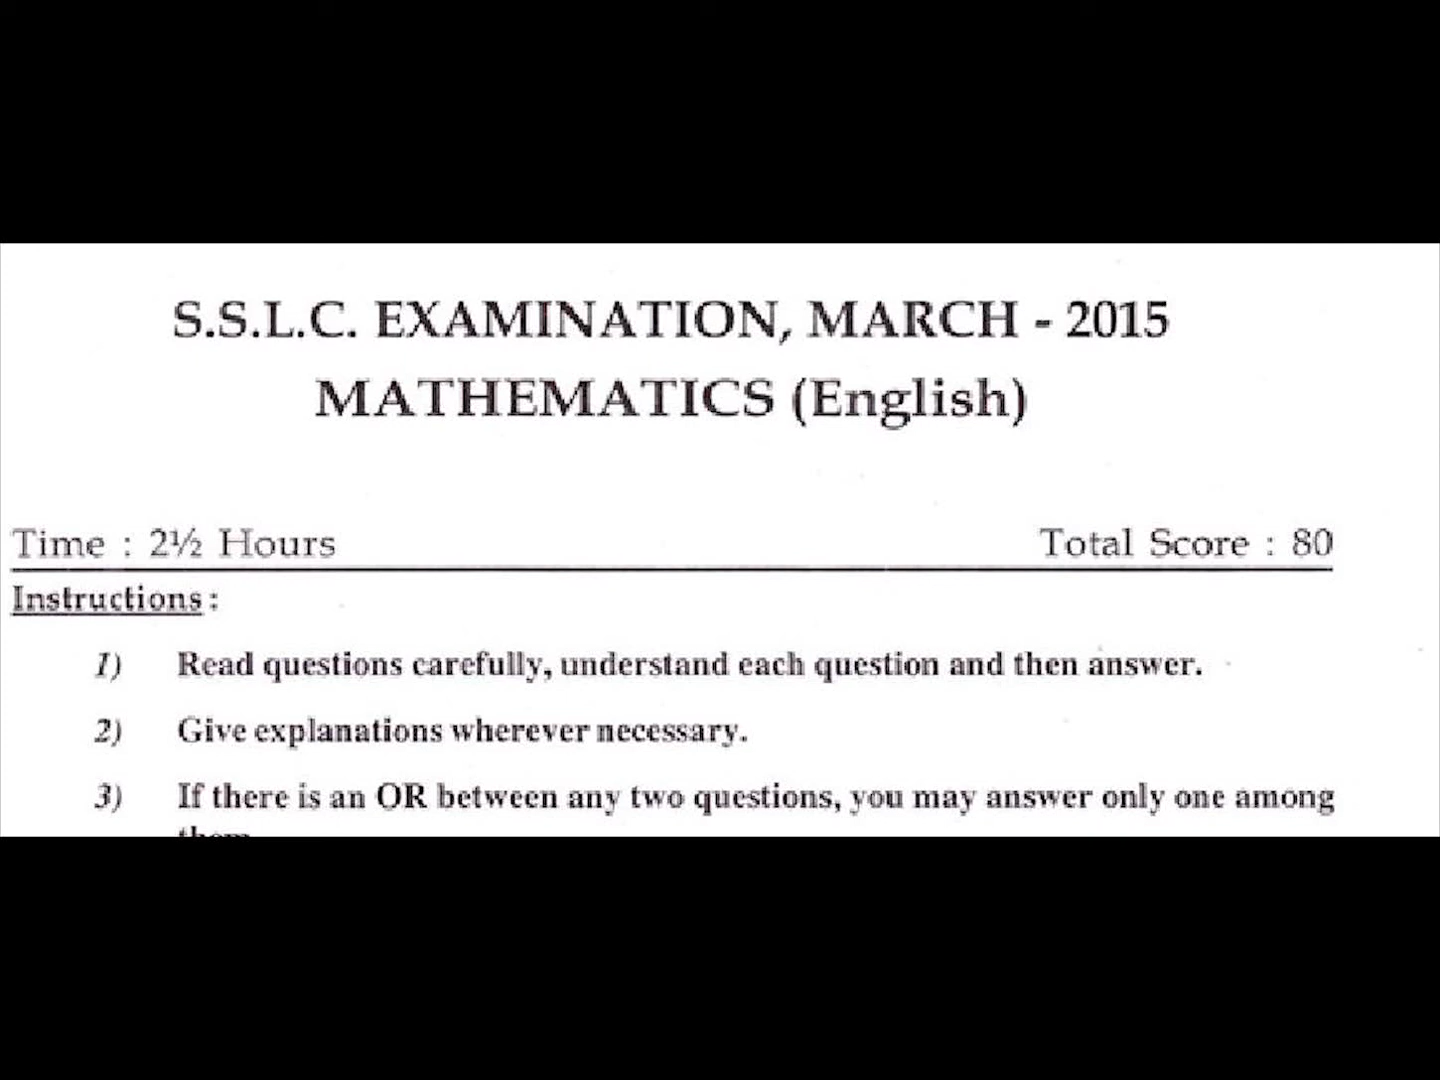 S.S.L.C. EXAMINATION, MARCH - 2015
MATHEMATICS (English)
Time : 2½ Hours Total Score : 80
Instructions :
1) Read questions carefully, understand each question and then answer.
2) Give explanations wherever necessary.
3) If there is an OR between any two questions, you may answer only one among
them